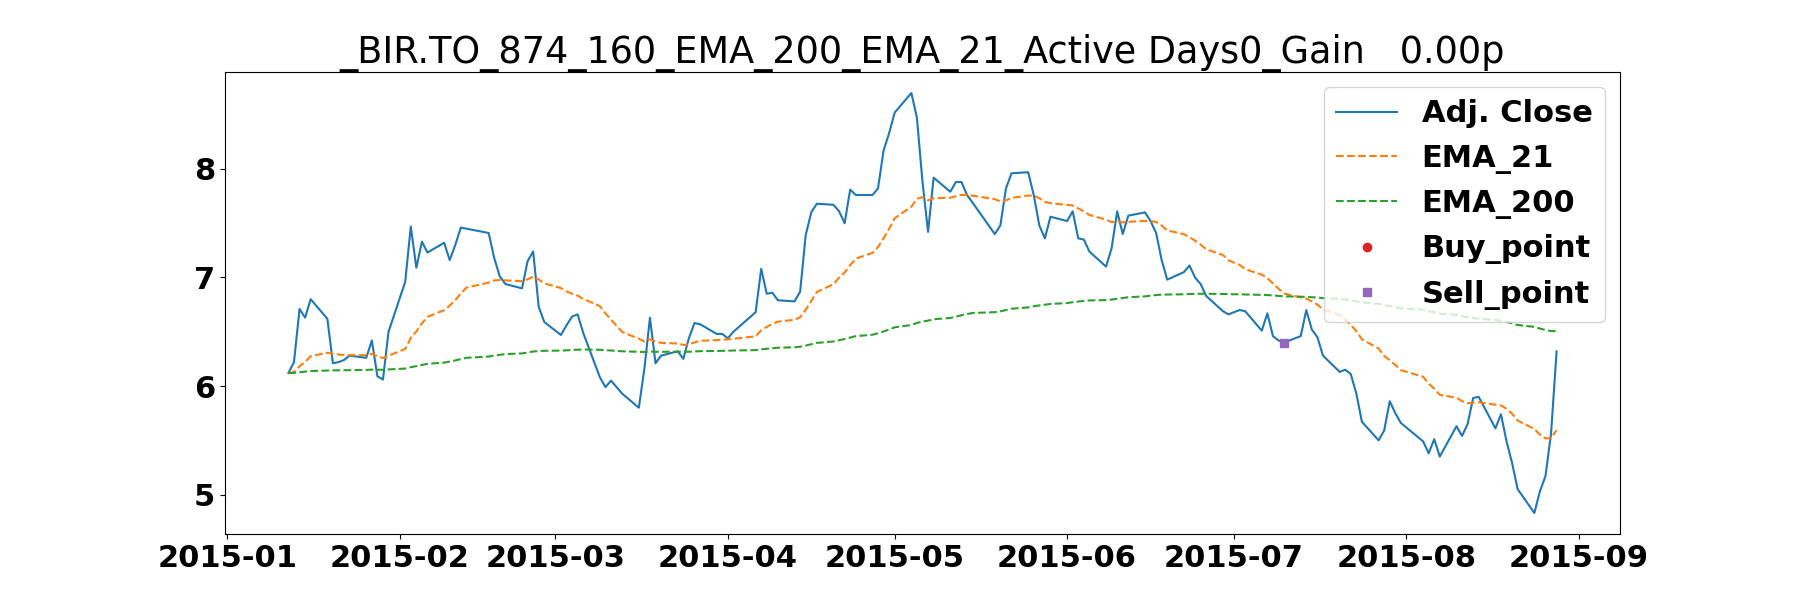 _BIR.TO_874_160_EMA_200_EMA_21_Active Days0_Gain   0.00p
Adj. Close
EMA_21
EMA_200
Buy_point
Sell_point
8
7
6
5
2015-01 2015-02 2015-03 2015-04 2015-05 2015-06 2015-07 2015-08 2015-09